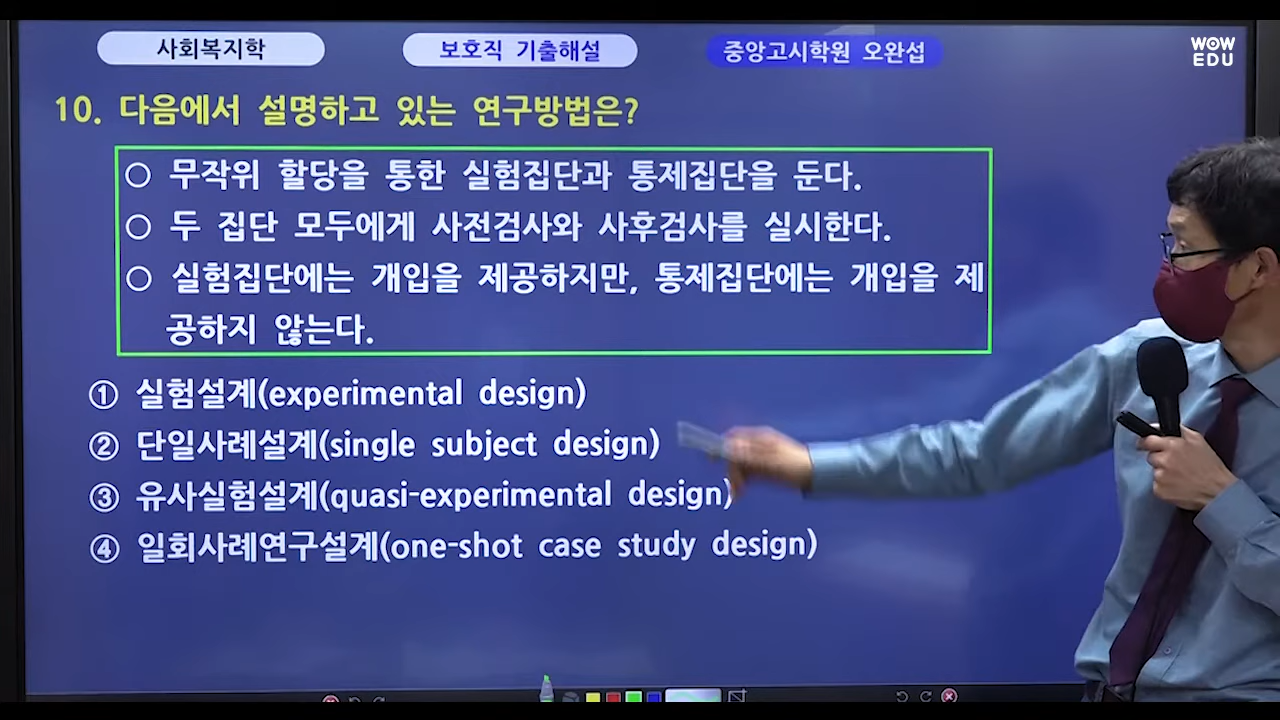 사회복지학
보호직 기출해설
중앙고시학원 오완섭
WOW
EDU
10. 다음에서 설명하고 있는 연구방법은?
○ 무작위 할당을 통한 실험집단과 통제집단을 둔다.
○ 두 집단 모두에게 사전검사와 사후검사를 실시한다.
○ 실험집단에는 개입을 제공하지만, 통제집단에는 개입을 제
공하지 않는다.
① 실험설계(experimental design)
② 단일사례설계(single subject design)
③ 유사실험설계(quasi-experimental design)
④ 일회사례연구설계(one-shot case study design)